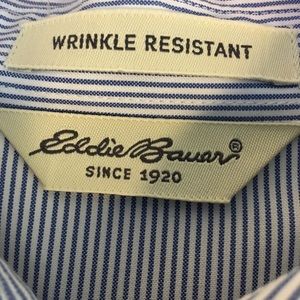 WRINKLE RESISTANT
Eddie Bauer®
SINCE 1920